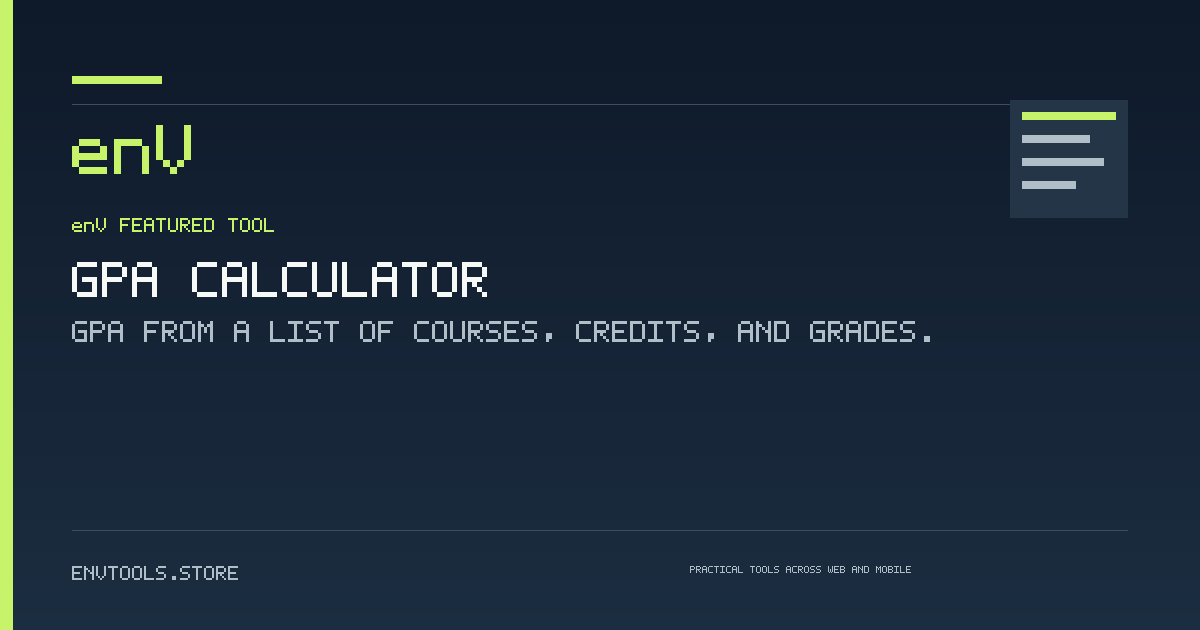 enV
enV FEATURED TOOL
GPA CALCULATOR
GPA FROM A LIST OF COURSES, CREDITS, AND GRADES.
ENVTOOLS.STORE
PRACTICAL TOOLS ACROSS WEB AND MOBILE